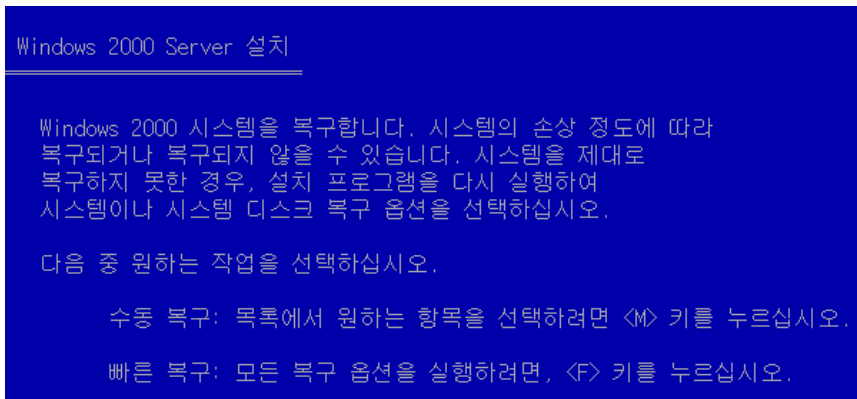 Windows 2000 Server 설치
Windows 2000 시스템을 복구합니다. 시스템의 손상 정도에 따라
복구되거나 복구되지 않을 수 있습니다. 시스템을 제대로
복구하지 못한 경우, 설치 프로그램을 다시 실행하여
시스템이나 시스템 디스크 복구 옵션을 선택하십시오.
다음 중 원하는 작업을 선택하십시오.
수동 복구: 목록에서 원하는 항목을 선택하려면 <M> 키를 누르십시오.
빠른 복구: 모든 복구 옵션을 실행하려면, <F> 키를 누르십시오.